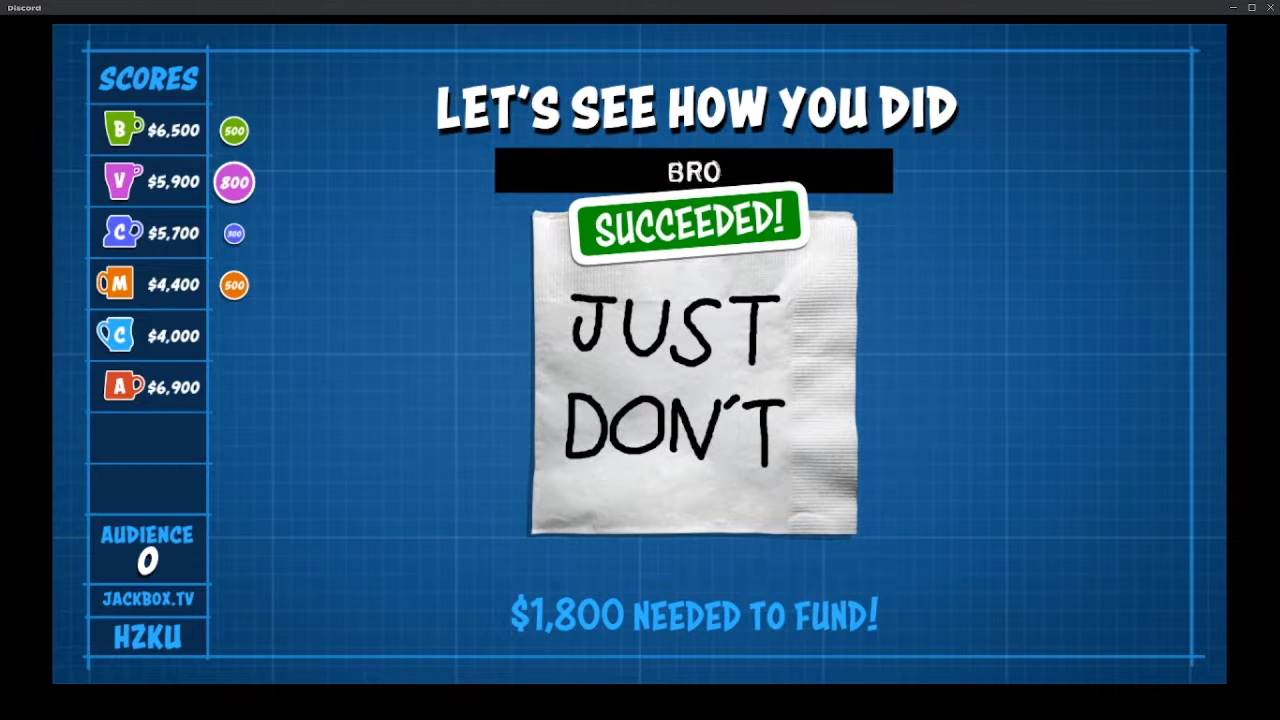 Discord
SCORES
B $6,500 500
V $5,900 800
C $5,700 300
M $4,400 500
C $4,000
A $6,900
AUDIENCE
0
JACKBOX.TV
HZKU
LET'S SEE HOW YOU DID
BRO
SUCCEEDED!
JUST
DON'T
$1,800 NEEDED TO FUND!